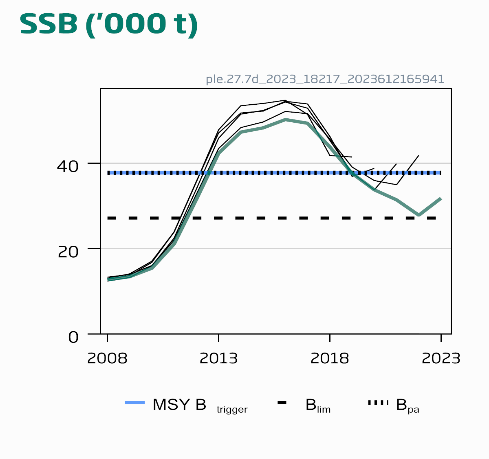 SSB ('000 t)
ple.27.7d_2023_18217_2023612165941
40
20
0
2008 2013 2018 2023
MSY B trigger Blim Bpa